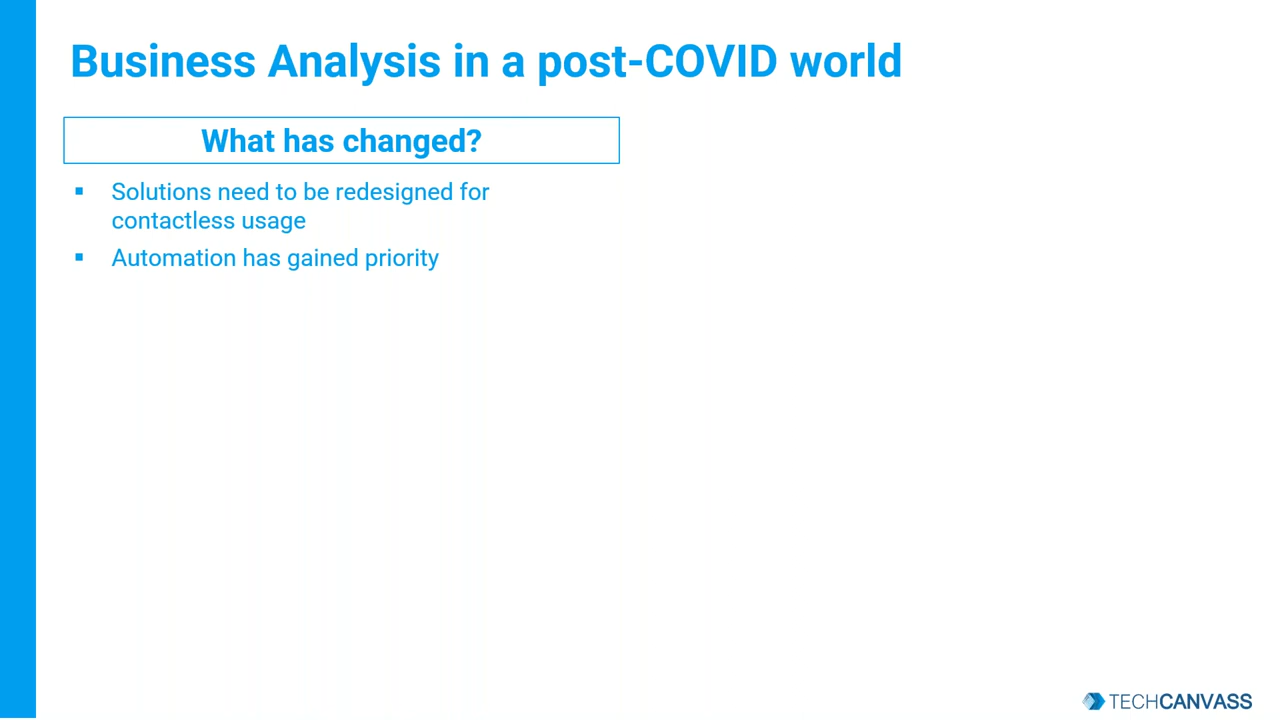 Business Analysis in a post-COVID world
What has changed?
▪ Solutions need to be redesigned for
contactless usage
▪ Automation has gained priority
TECHCANVASS